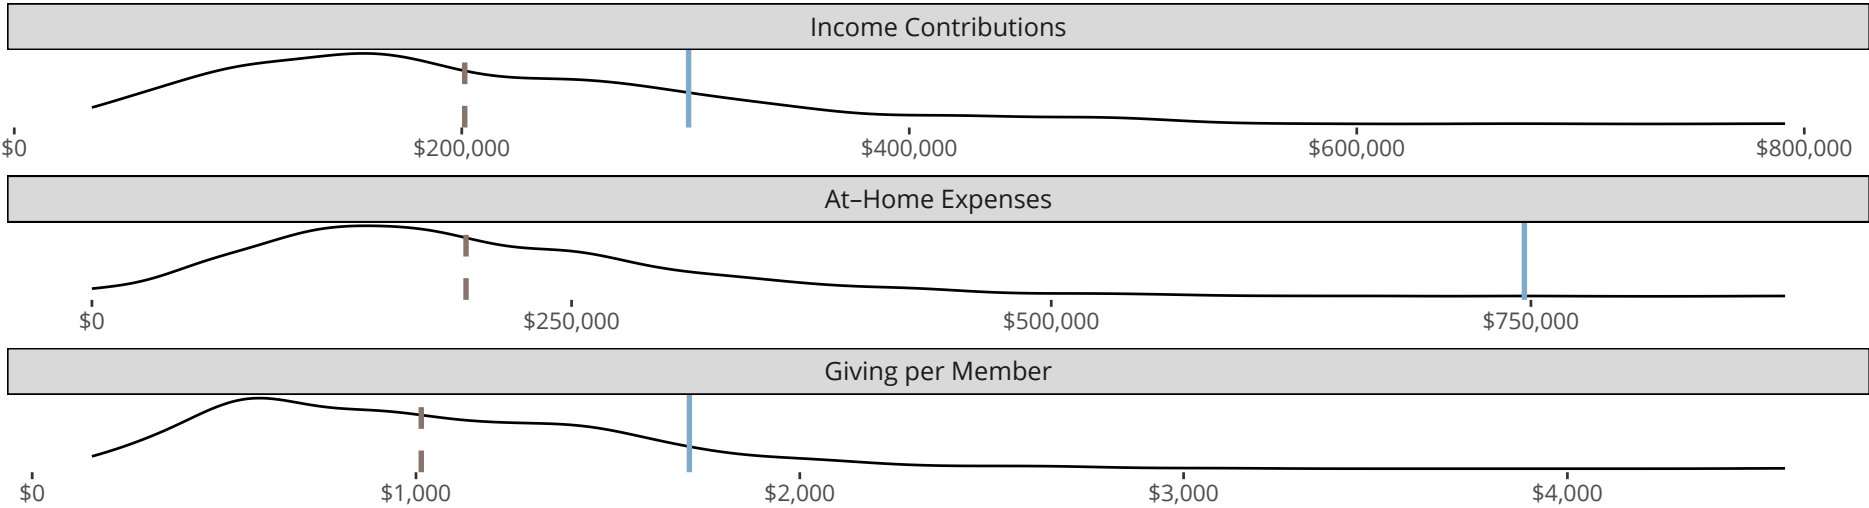 Income Contributions
$0 $200,000 $400,000 $600,000 $800,000
At–Home Expenses
$0 $250,000 $500,000 $750,000
Giving per Member
$0 $1,000 $2,000 $3,000 $4,000